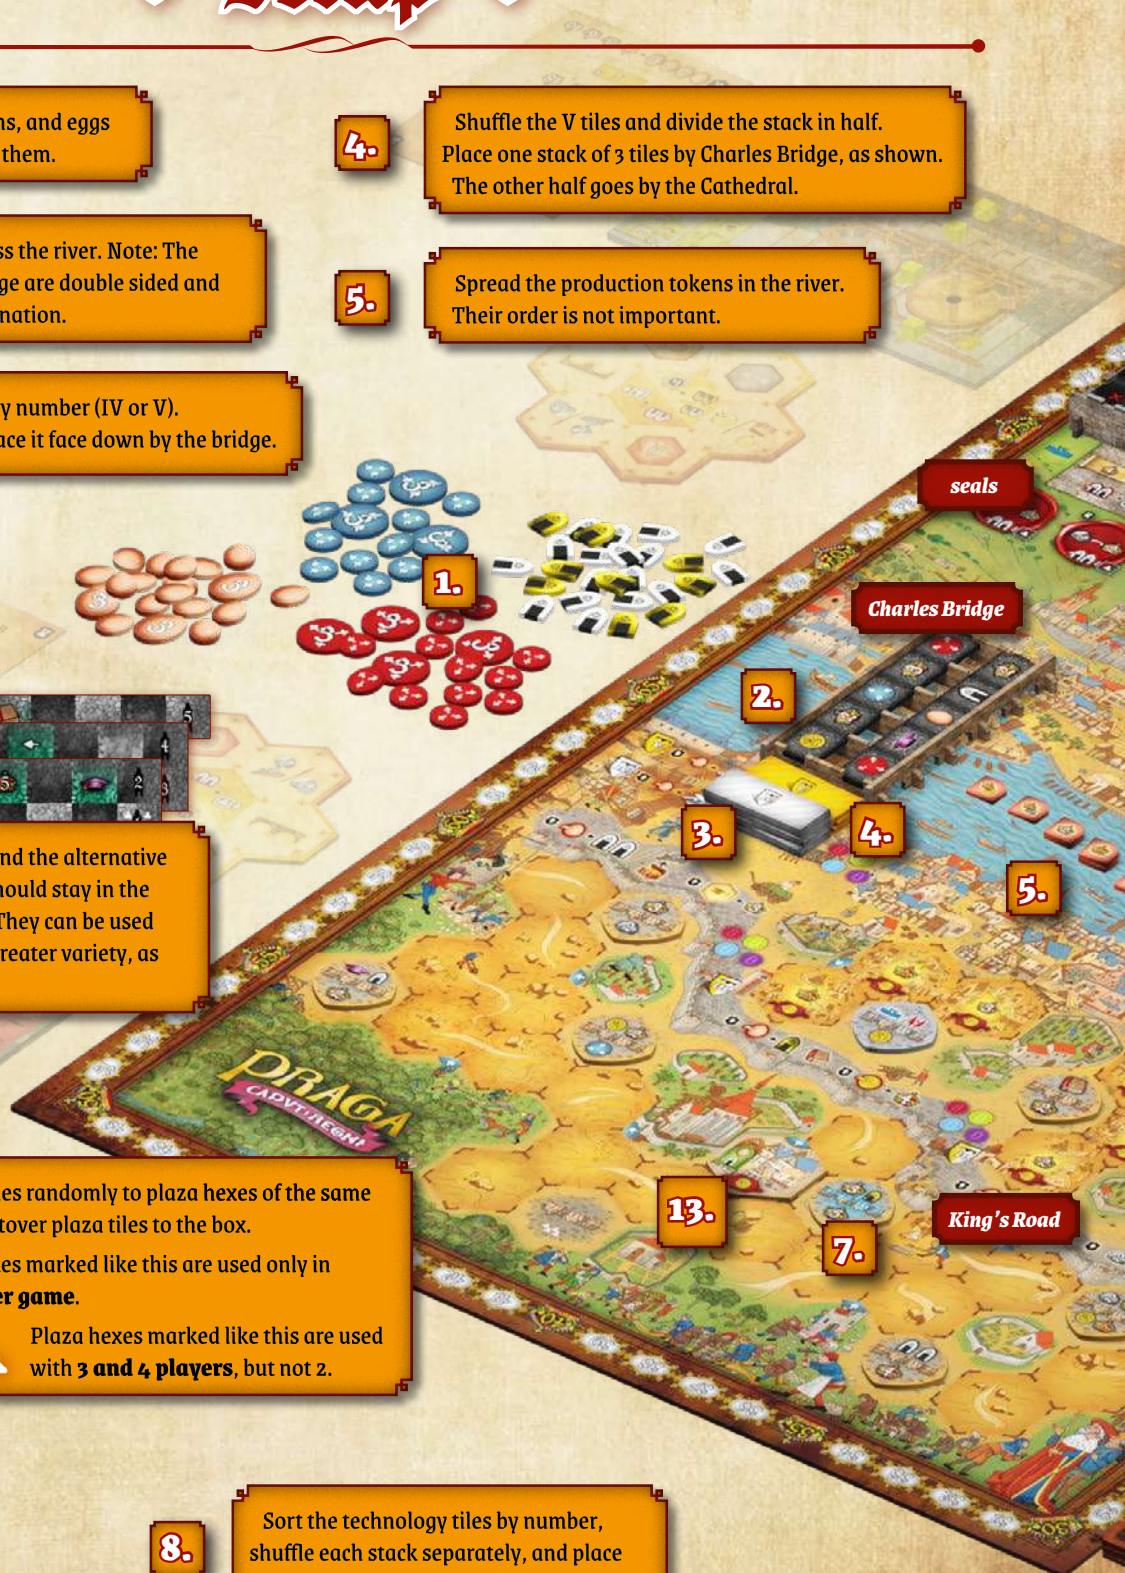 Setup
ns, and eggs
them.
ss the river. Note: The
ge are double sided and
nation.
y number (IV or V).
ace it face down by the bridge.
4.
Shuffle the V tiles and divide the stack in half.
Place one stack of 3 tiles by Charles Bridge, as shown.
The other half goes by the Cathedral.
5.
Spread the production tokens in the river.
Their order is not important.
seals
1.
Charles Bridge
2.
3.
4.
5.
nd the alternative
hould stay in the
They can be used
reater variety, as
PRAGA
CAPUT REGNI
13.
7.
King's Road
les randomly to plaza hexes of the same
tover plaza tiles to the box.
es marked like this are used only in
er game.
Plaza hexes marked like this are used
with 3 and 4 players, but not 2.
8.
Sort the technology tiles by number,
shuffle each stack separately, and place